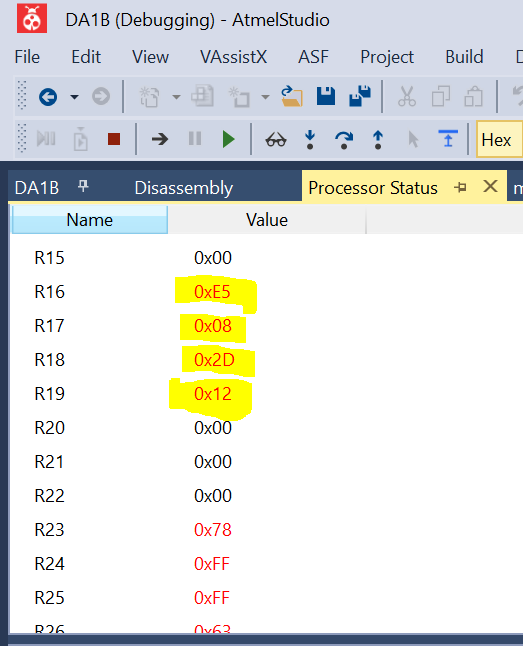 DA1B (Debugging) - AtmelStudio
File Edit View VAssistX ASF Project Build
Hex
DA1B Disassembly Processor Status
Name Value
R15 0x00
R16 0xE5
R17 0x08
R18 0x2D
R19 0x12
R20 0x00
R21 0x00
R22 0x00
R23 0x78
R24 0xFF
R25 0xFF
R26 0x63